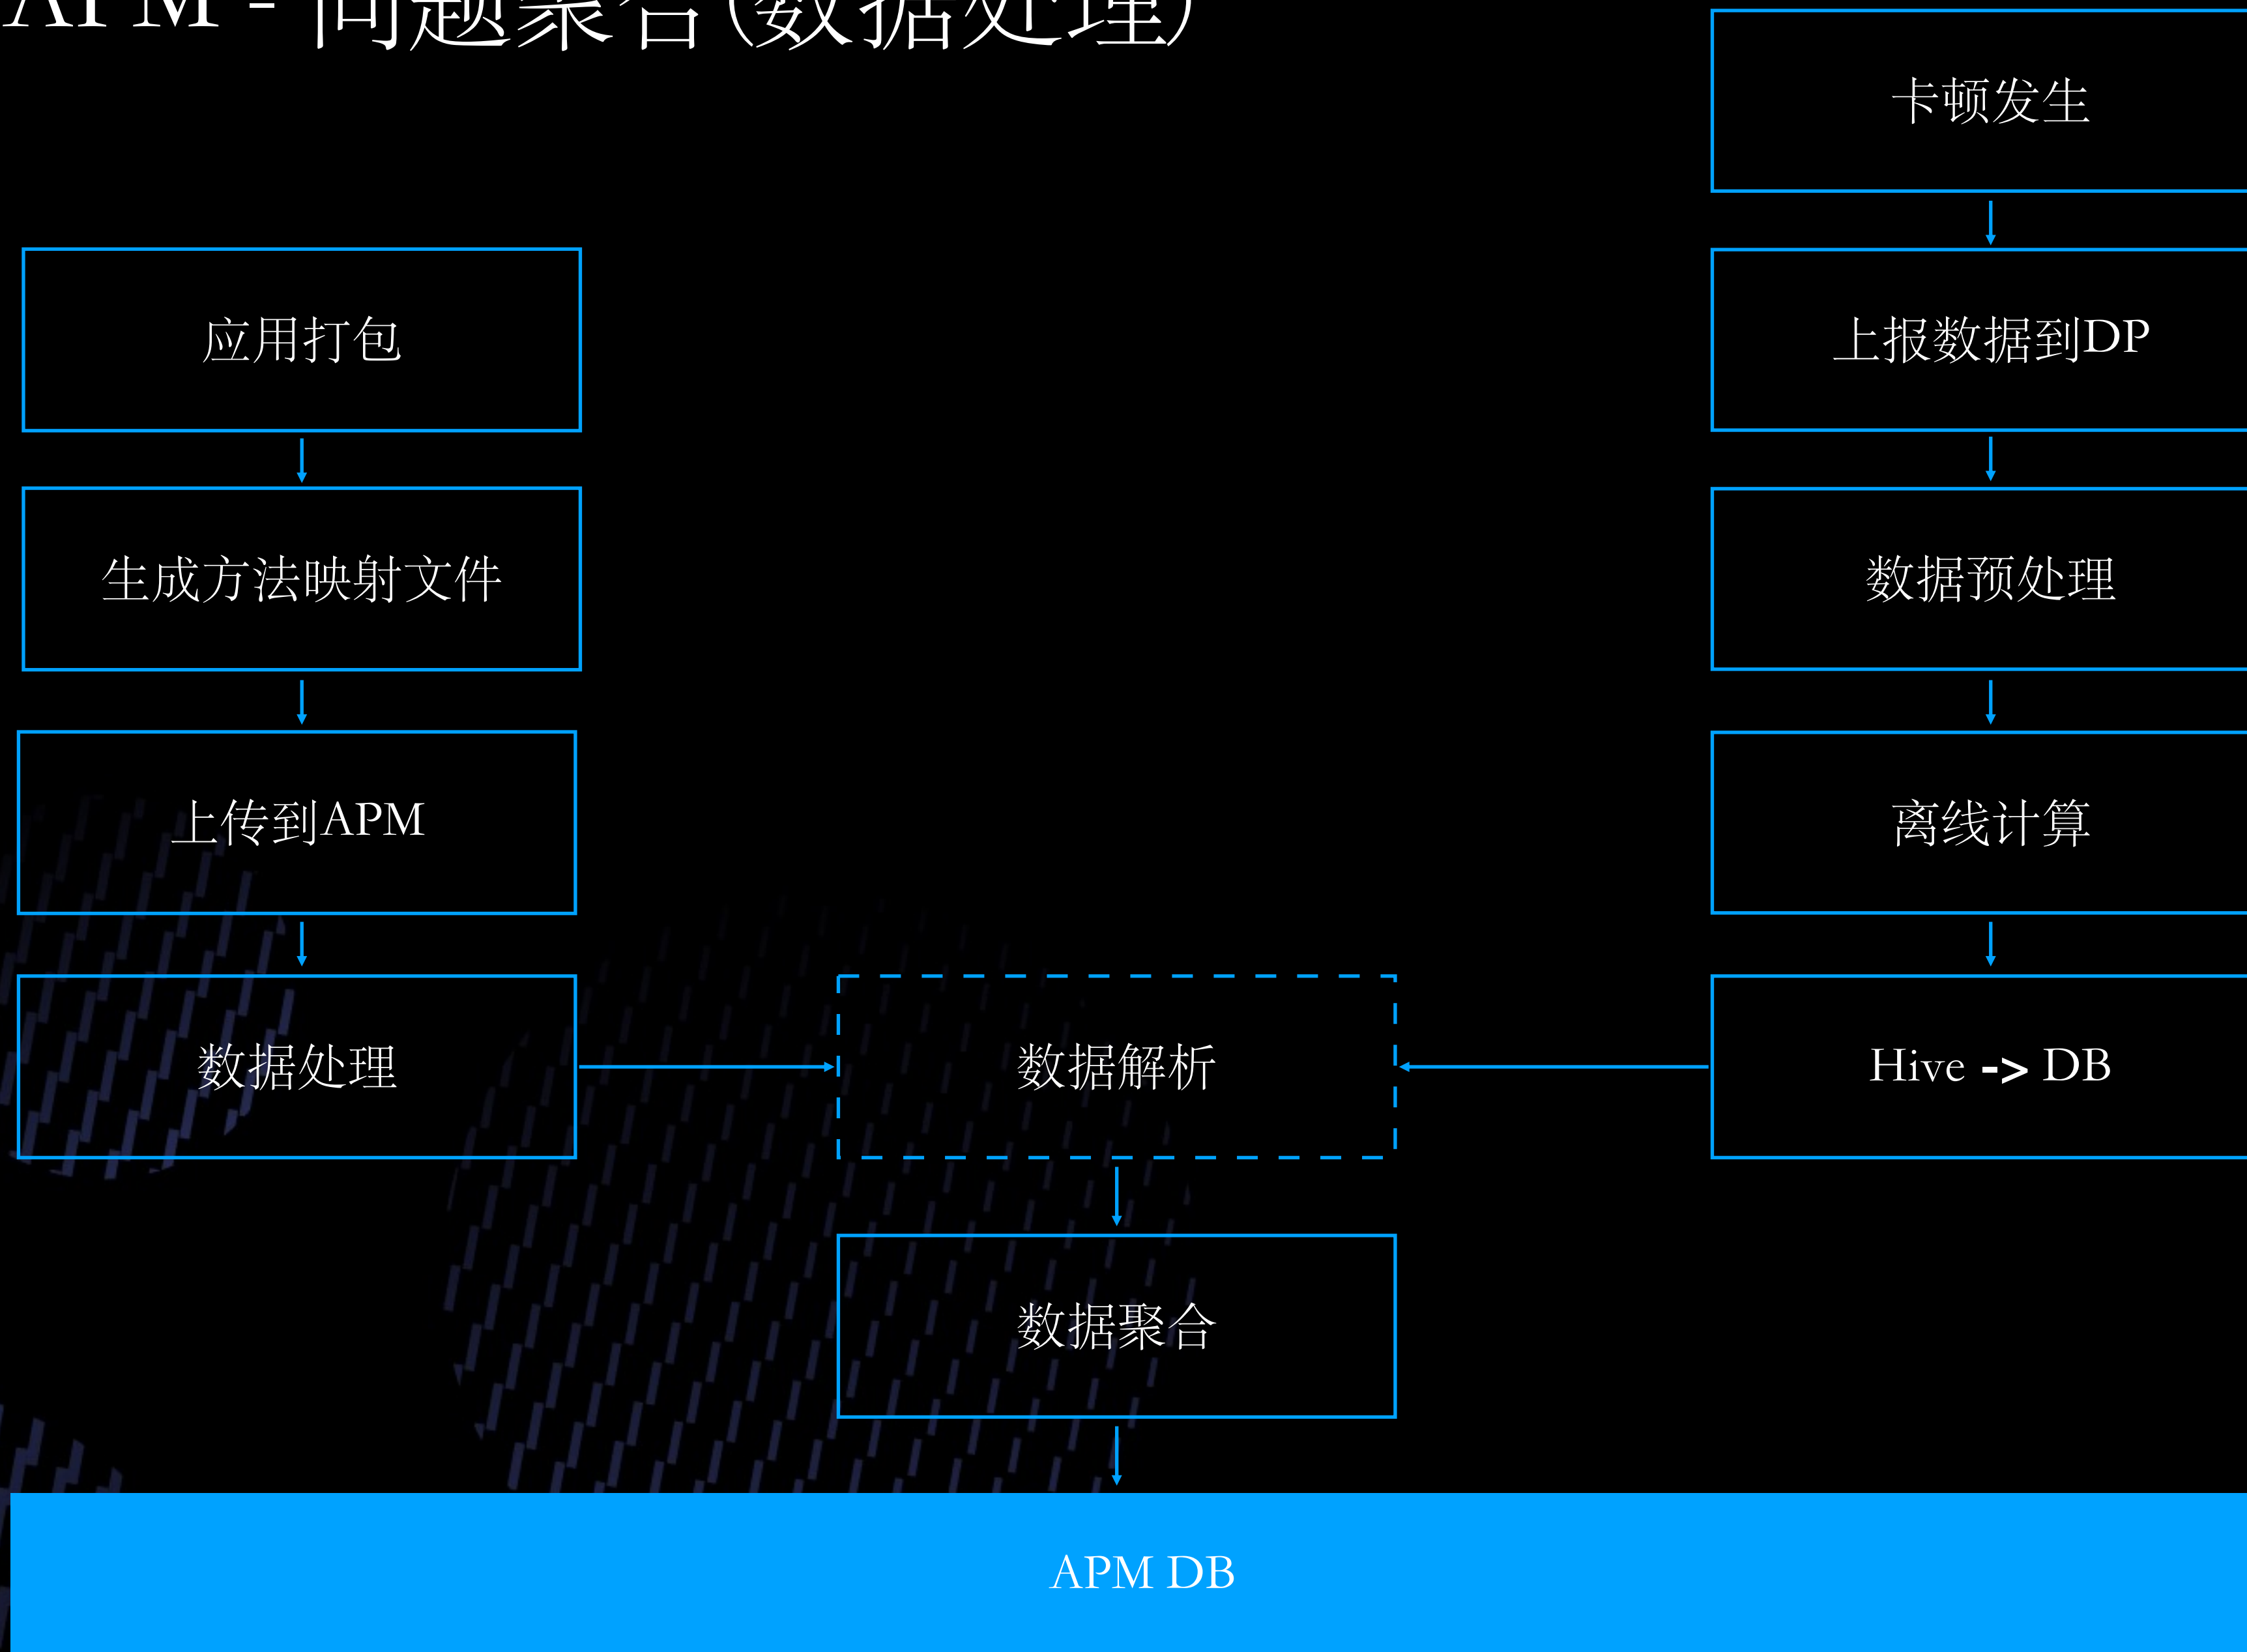 APM - 问题聚合(数据处理)
卡顿发生
应用打包
上报数据到DP
生成方法映射文件
数据预处理
上传到APM
离线计算
数据处理
数据解析
Hive -> DB
数据聚合
APM DB